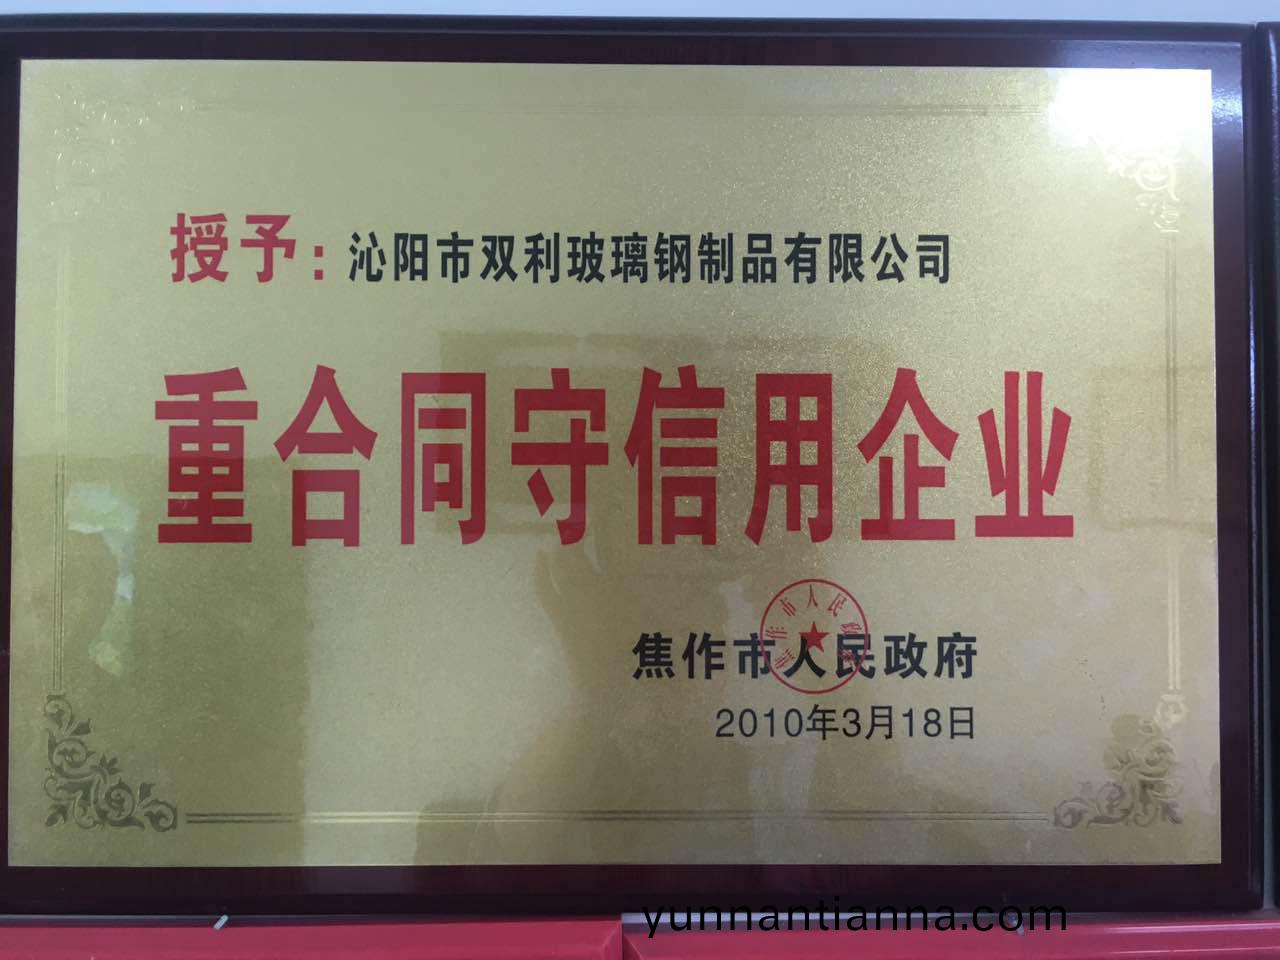 授予：沁阳市双利玻璃钢制品有限公司
重合同守信用企业
焦作市人民政府
2010年3月18日
yunnantianna.com